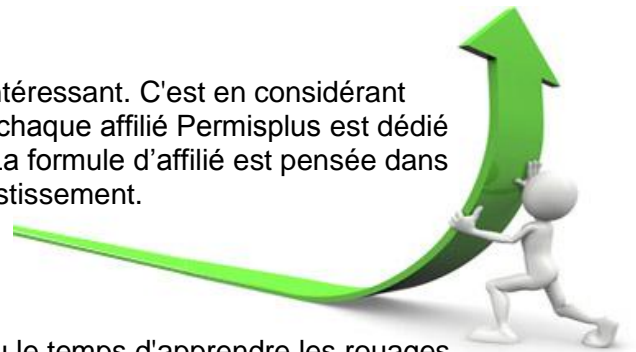 ntéressant. C'est en considérant
chaque affilié Permisplus est dédié
La formule d'affilié est pensée dans
stissement.
u le temps d'apprendre les rouages